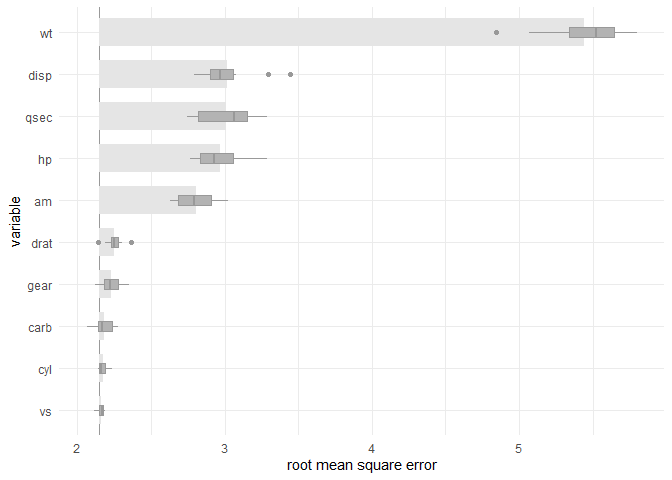 wt
disp
qsec
hp
am
drat
gear
carb
cyl
vs
variable
2 3 4 5
root mean square error